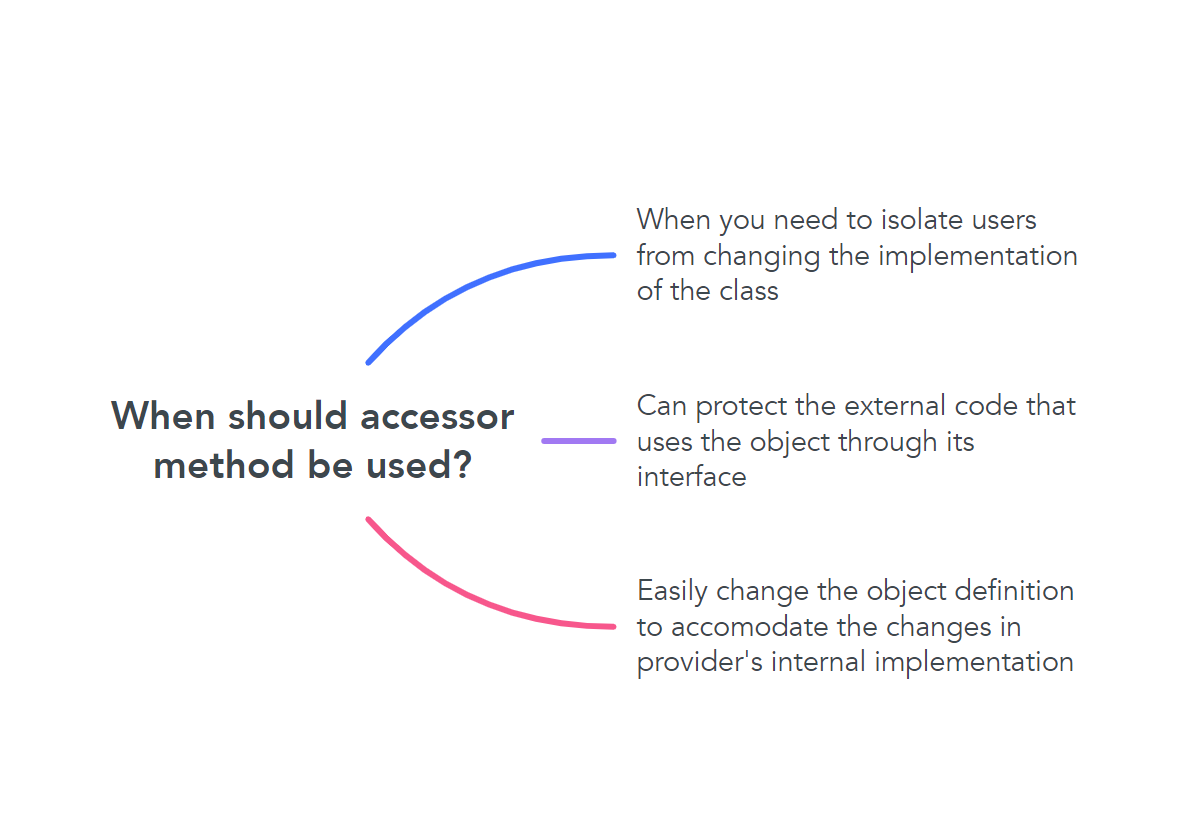 When should accessor
method be used?
When you need to isolate users
from changing the implementation
of the class
Can protect the external code that
uses the object through its
interface
Easily change the object definition
to accomodate the changes in
provider's internal implementation